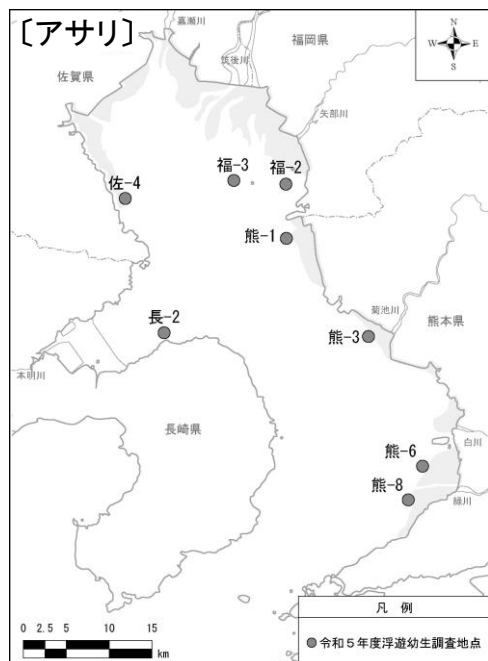 〔アサリ〕
嘉瀬川
福岡県
筑後川
N
W E
S
佐賀県
矢部川
福-3
福-2
佐-4
熊-1
菊池川
熊本県
長-2
熊-3
本明川
長崎県
白川
熊-6
熊-8
緑川
凡 例
令和5年度浮遊幼生調査地点
0 2.5 5 10 15
km